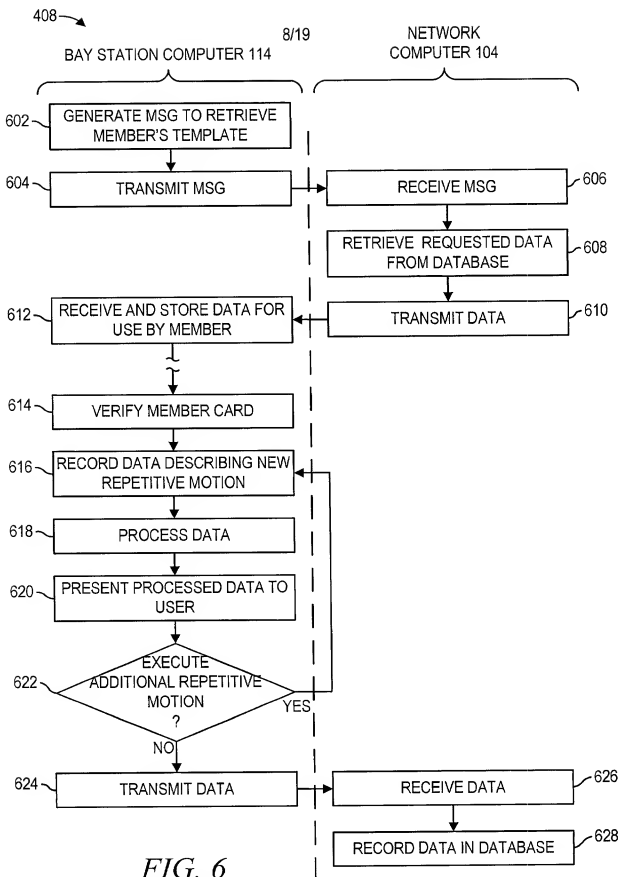 408
8/19
BAY STATION COMPUTER 114
NETWORK
COMPUTER 104
602
GENERATE MSG TO RETRIEVE
MEMBER'S TEMPLATE
604
TRANSMIT MSG
RECEIVE MSG
606
RETRIEVE REQUESTED DATA
FROM DATABASE
608
612
RECEIVE AND STORE DATA FOR
USE BY MEMBER
TRANSMIT DATA
610
614
VERIFY MEMBER CARD
616
RECORD DATA DESCRIBING NEW
REPETITIVE MOTION
618
PROCESS DATA
620
PRESENT PROCESSED DATA TO
USER
622
EXECUTE
ADDITIONAL REPETITIVE
MOTION
?
YES
NO
624
TRANSMIT DATA
RECEIVE DATA
626
RECORD DATA IN DATABASE
628
FIG. 6